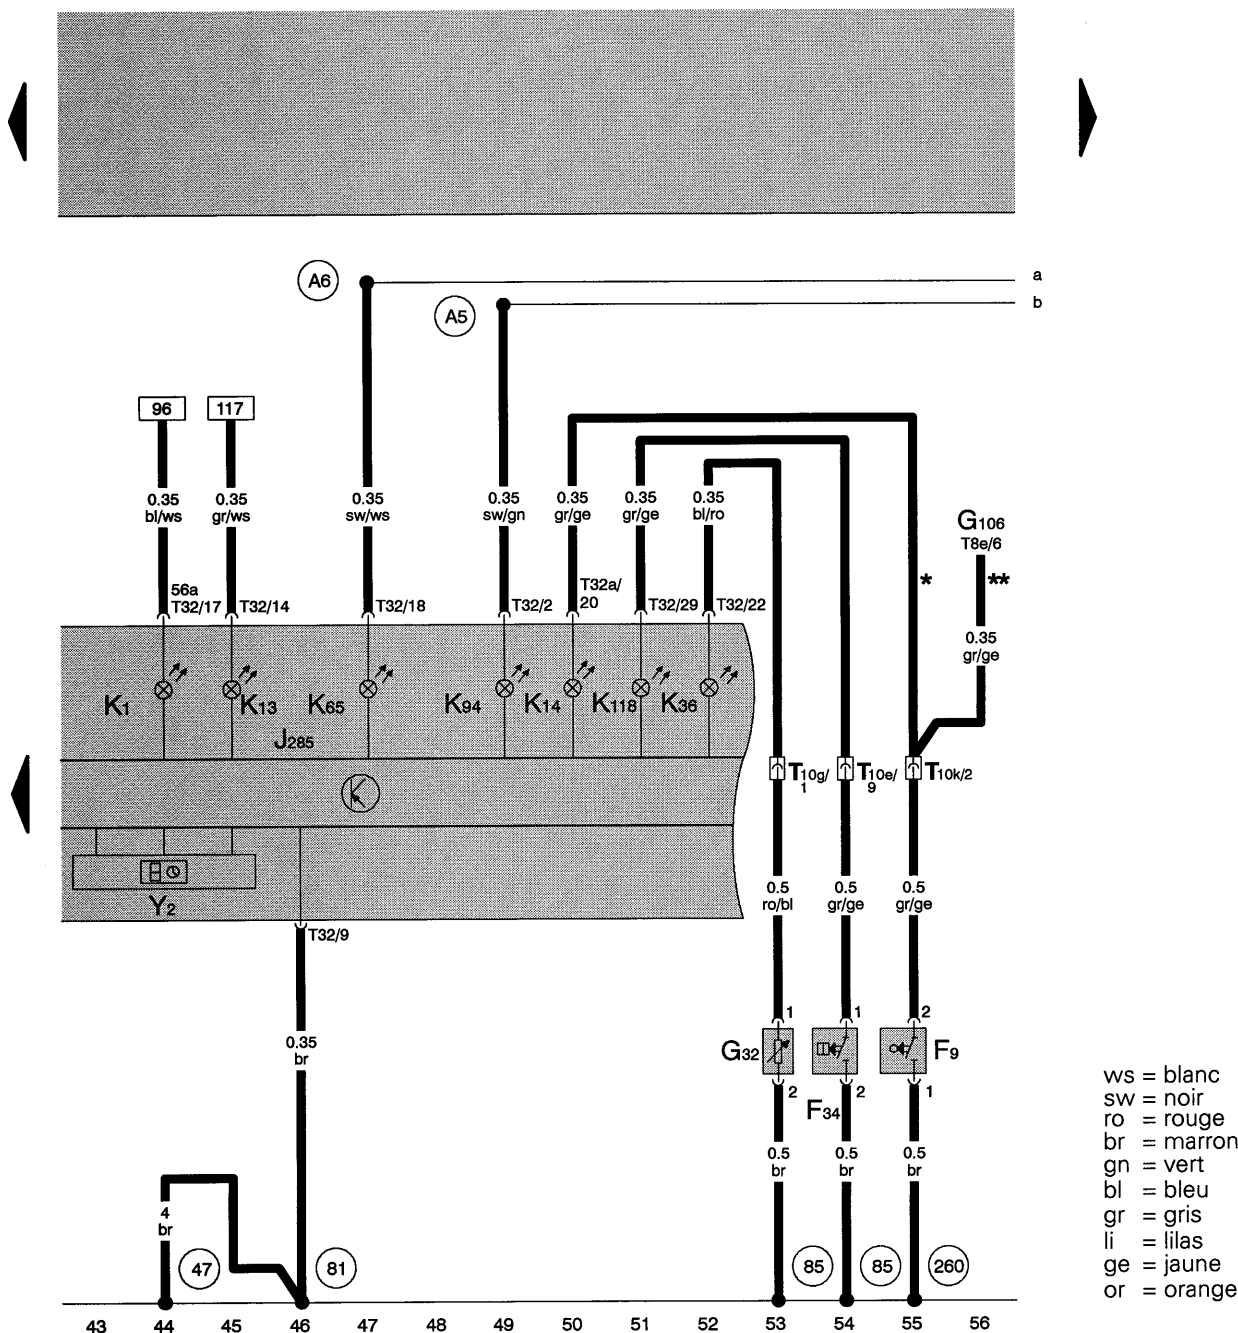 A6
a
A5
b
96
117
0.35
bl/ws
0.35
gr/ws
0.35
sw/ws
0.35
sw/gn
0.35
gr/ge
0.35
gr/ge
0.35
bl/ro
G106
T8e/6
*
**
56a
T32/17
T32/14
T32/18
T32/2
T32a/
20
T32/29
T32/22
0.35
gr/ge
K1
K13
K65
K94
K14
K118
K36
J285
T10g/
1
T10e/
9
T10k/2
Y2
0.5
ro/bl
0.5
gr/ge
0.5
gr/ge
T32/9
1
1
2
0.35
br
G32
F9
2
2
1
F34
ws = blanc
sw = noir
ro = rouge
br = marron
gn = vert
bl = bleu
gr = gris
li = lilas
ge = jaune
or = orange
0.5
br
0.5
br
0.5
br
4
br
47
81
85
85
260
43 44 45 46 47 48 49 50 51 52 53 54 55 56